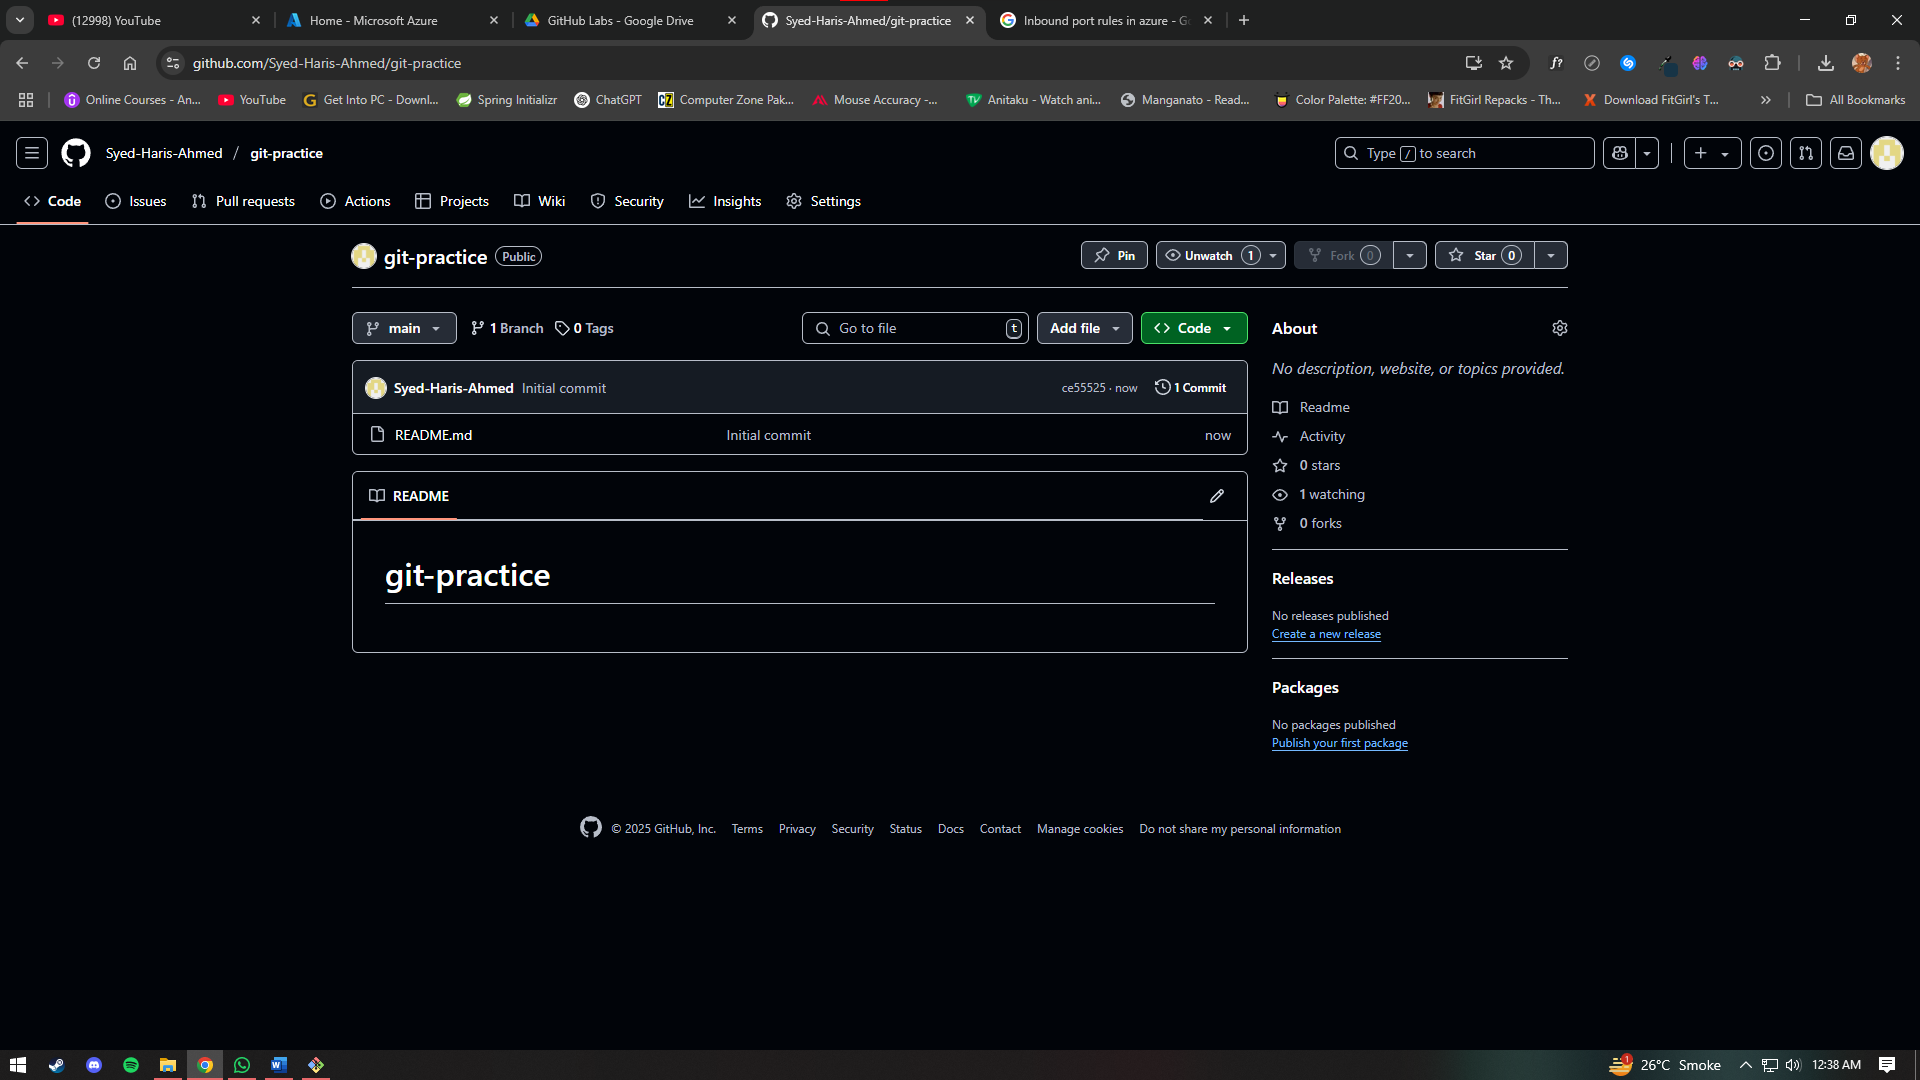 (12998) YouTube
Home - Microsoft Azure
GitHub Labs - Google Drive
Syed-Haris-Ahmed/git-practice
Inbound port rules in azure - Go
github.com/Syed-Haris-Ahmed/git-practice
f?
Online Courses - An...
YouTube
Get Into PC - Downl...
Spring Initializr
ChatGPT
CZ
Computer Zone Pak...
Mouse Accuracy -...
Anitaku - Watch ani...
Manganato - Read...
Color Palette: #FF20...
FitGirl Repacks - Th...
Download FitGirl's T...
All Bookmarks
Syed-Haris-Ahmed / git-practice
Type / to search
Code
Issues
Pull requests
Actions
Projects
Wiki
Security
Insights
Settings
git-practice Public
Pin
Unwatch 1
Fork 0
Star 0
main
1 Branch
0 Tags
Go to file t
Add file
Code
Syed-Haris-Ahmed Initial commit
ce55525 · now
1 Commit
README.md
Initial commit
now
README
git-practice
About
No description, website, or topics provided.
Readme
Activity
0 stars
1 watching
0 forks
Releases
No releases published
Create a new release
Packages
No packages published
Publish your first package
© 2025 GitHub, Inc.
Terms
Privacy
Security
Status
Docs
Contact
Manage cookies
Do not share my personal information
1
26°C Smoke
12:38 AM